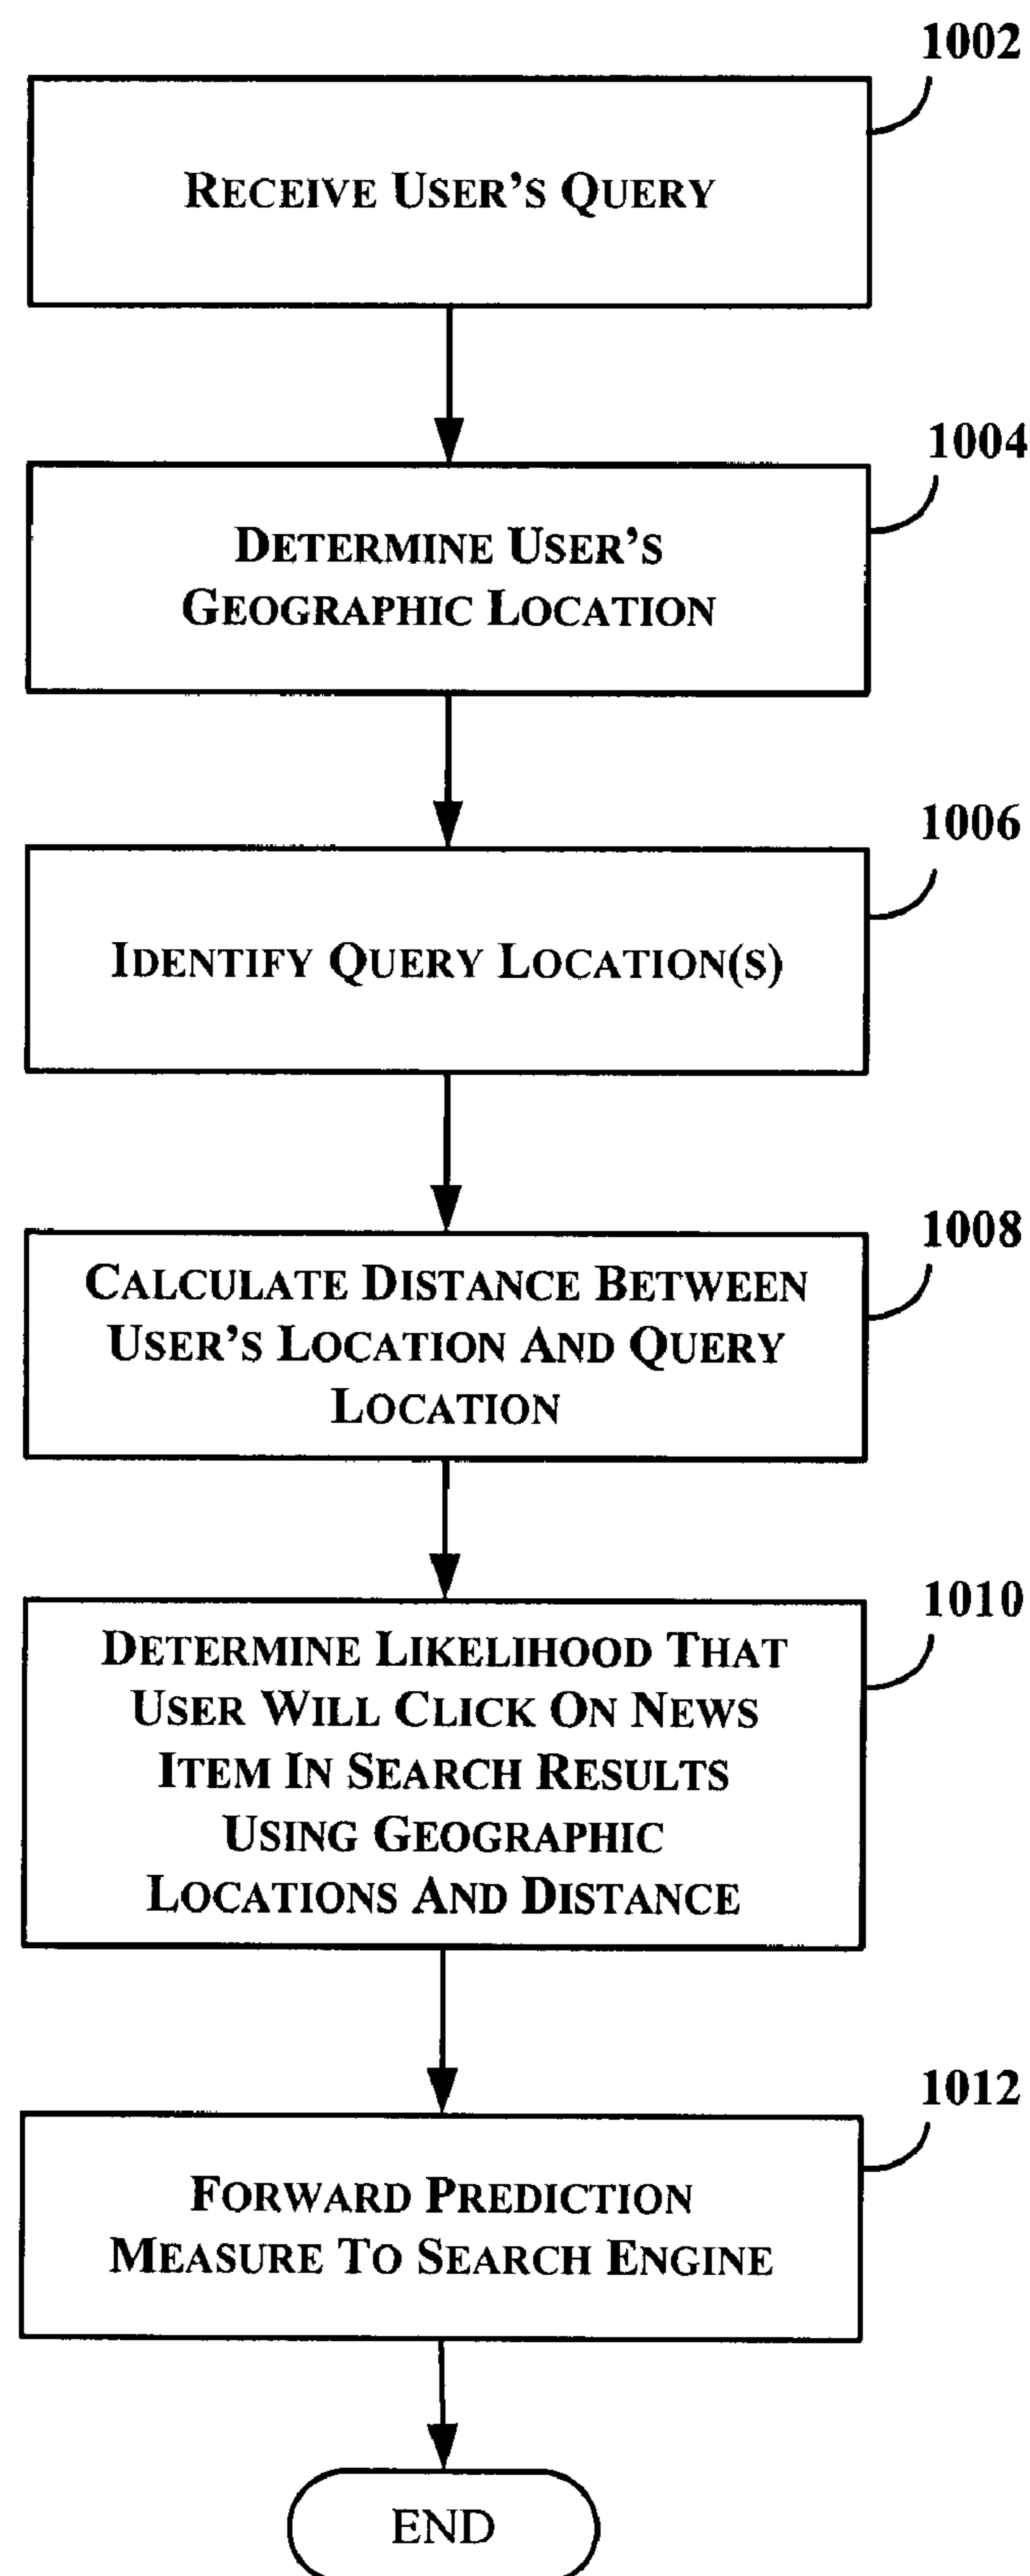 1002
RECEIVE USER'S QUERY
1004
DETERMINE USER'S
GEOGRAPHIC LOCATION
1006
IDENTIFY QUERY LOCATION(S)
1008
CALCULATE DISTANCE BETWEEN
USER'S LOCATION AND QUERY
LOCATION
1010
DETERMINE LIKELIHOOD THAT
USER WILL CLICK ON NEWS
ITEM IN SEARCH RESULTS
USING GEOGRAPHIC
LOCATIONS AND DISTANCE
1012
FORWARD PREDICTION
MEASURE TO SEARCH ENGINE
END